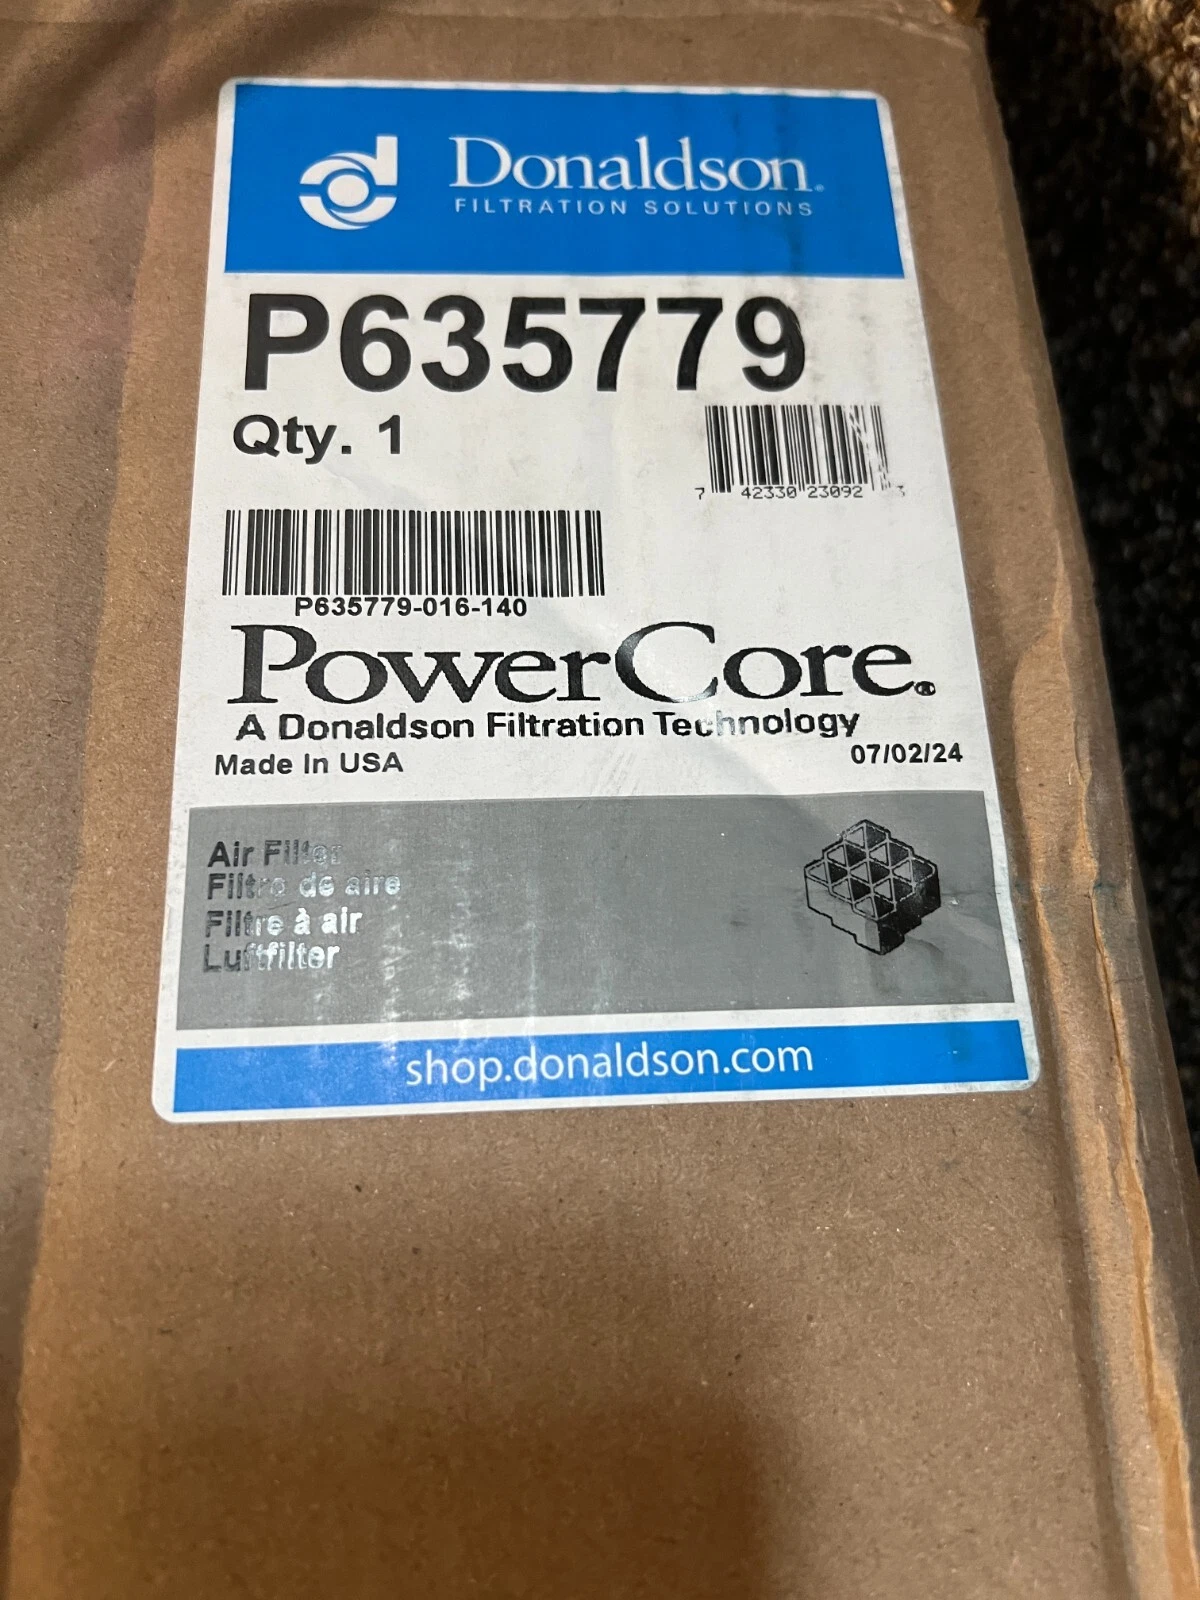 Donaldson®
FILTRATION SOLUTIONS
P635779
Qty. 1
7 42330 23092 3
P635779-016-140
PowerCore®
A Donaldson Filtration Technology
Made In USA
07/02/24
Air Filter
Filtro de aire
Filtre à air
Luftfilter
shop.donaldson.com